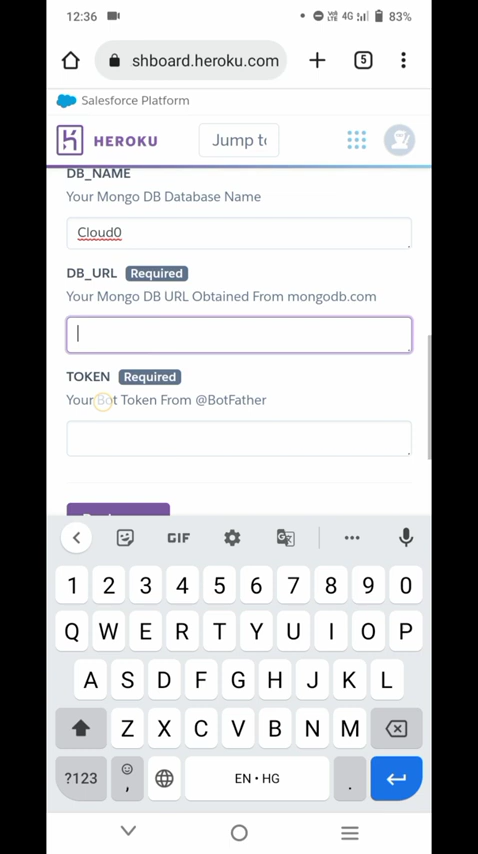 12:36 VoI LTE 4G 83%
shboard.heroku.com 5
Salesforce Platform
HEROKU Jump to
DB_NAME
Your Mongo DB Database Name
Cloud0
DB_URL Required
Your Mongo DB URL Obtained From mongodb.com
TOKEN Required
Your Bot Token From @BotFather
GIF
1 2 3 4 5 6 7 8 9 0
Q W E R T Y U I O P
A S D F G H J K L
Z X C V B N M
?123 , EN • HG .